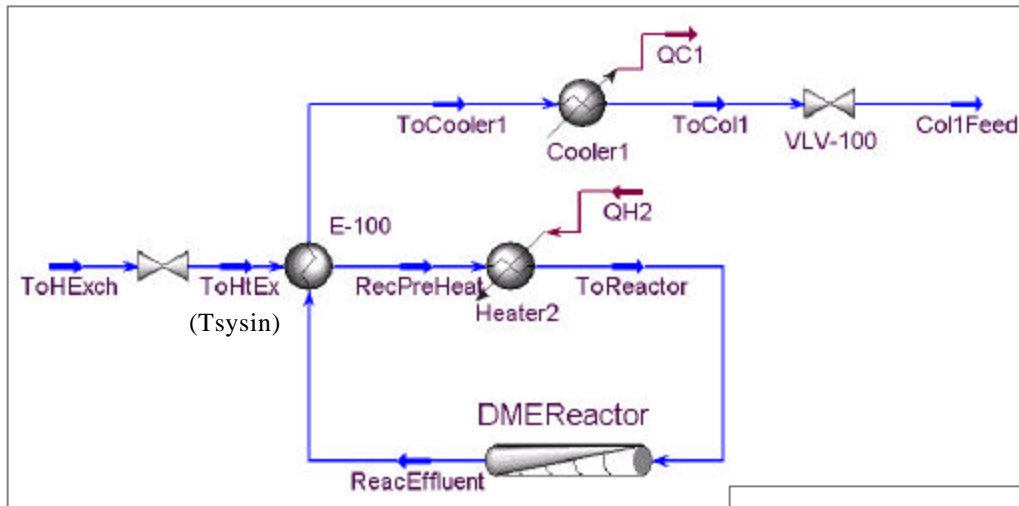 QC1
ToCooler1
ToCol1
Col1Feed
Cooler1
VLV-100
E-100
QH2
ToHExch
ToHtEx
RecPreHeat
ToReactor
(Tsysin)
Heater2
DMEReactor
ReacEffluent